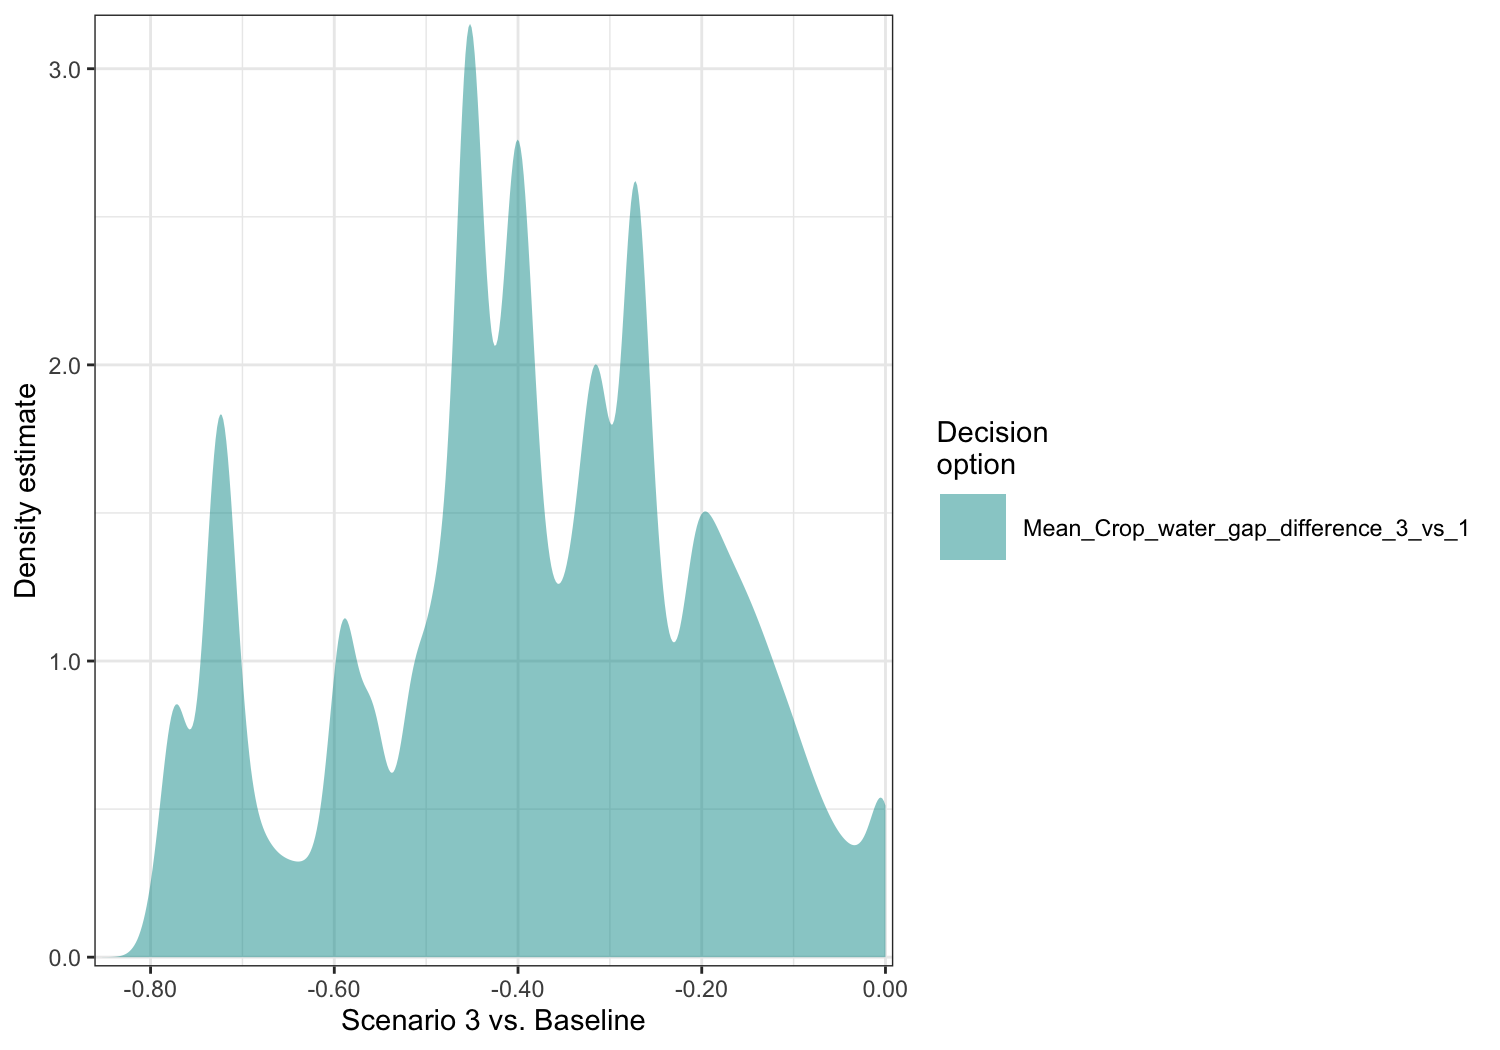 3.0
2.0
1.0
0.0
Density estimate
-0.80
-0.60
-0.40
-0.20
0.00
Scenario 3 vs. Baseline
Decision
option
Mean_Crop_water_gap_difference_3_vs_1